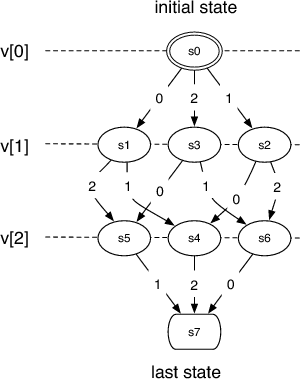 initial state
v[0]
s0
0 2 1
v[1]
s1 s3 s2
2 1 0 1 0 2
v[2]
s5 s4 s6
1 2 0
s7
last state